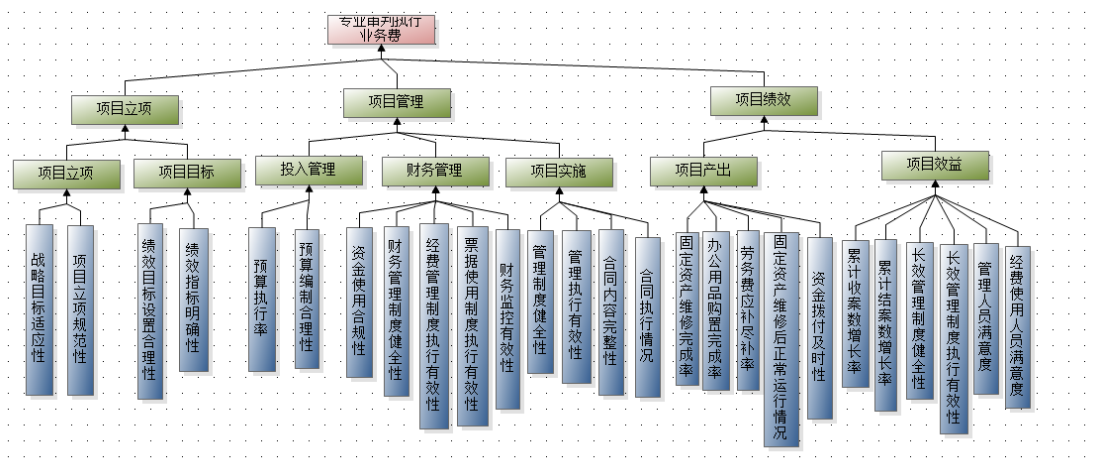 专业审判执行
业务费
项目立项
项目管理
项目绩效
项目立项
项目目标
投入管理
财务管理
项目实施
项目产出
项目效益
战略目标适应性
项目立项规范性
绩效目标设置合理性
绩效指标明确性
预算执行率
预算编制合理性
资金使用合规性
财务管理制度健全性
经费管理制度执行有效性
票据使用制度执行有效性
财务监控有效性
管理制度健全性
管理执行有效性
合同内容完整性
合同执行情况
固定资产维修完成率
办公用品购置完成率
劳务费应补尽补率
固定资产维修后正常运行情况
资金拨付及时性
累计收案数增长率
累计结案数增长率
长效管理制度健全性
长效管理制度执行有效性
管理人员满意度
经费使用人员满意度